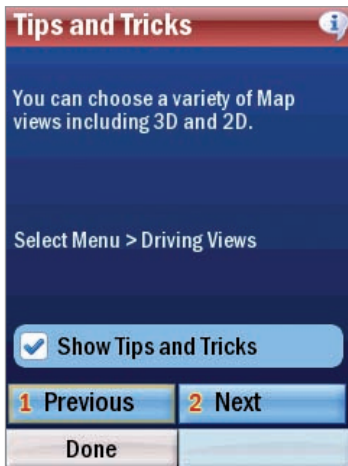 Tips and Tricks
You can choose a variety of Map
views including 3D and 2D.
Select Menu > Driving Views
Show Tips and Tricks
1 Previous
2 Next
Done